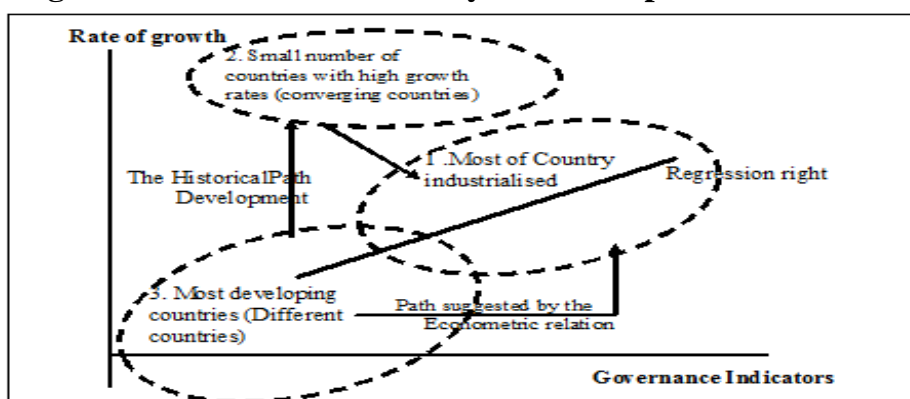 Rate of growth
2. Small number of
countries with high growth
rates (converging countries)
1 .Most of Country
industrialised
Regression right
The HistoricalPath
Development
3. Most developing
countries (Different
countries)
Path suggested by the
Econometric relation
Governance Indicators